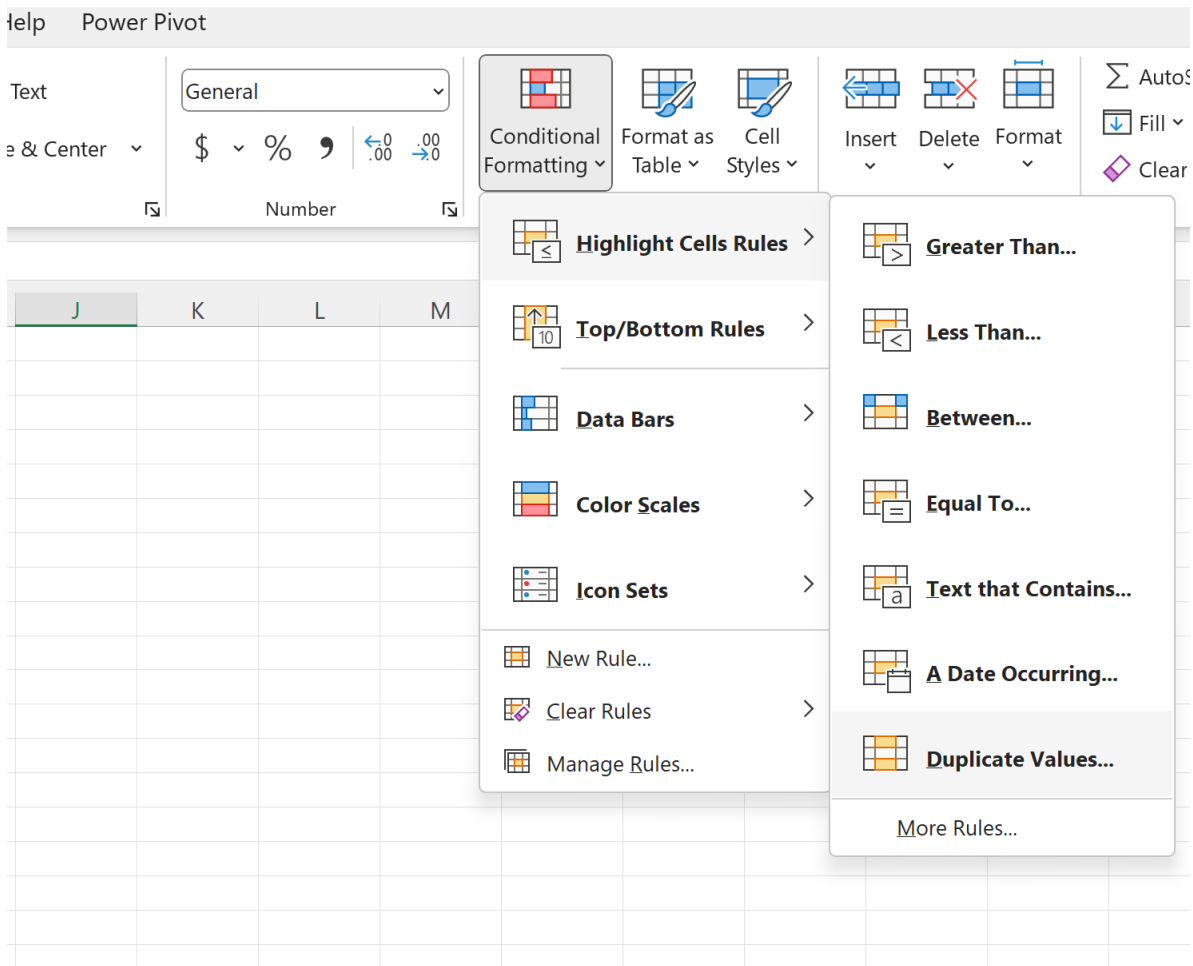 Help Power Pivot
Text
General
AutoS
Conditional
Formatting
Format as
Table
Cell
Styles
Insert
Delete
Format
e & Center
$ % , .0 .00 .00 .0
Fill
Clear
Number
Highlight Cells Rules
Top/Bottom Rules
10
Data Bars
Color Scales
Icon Sets
New Rule...
Clear Rules
Manage Rules...
Greater Than...
Less Than...
Between...
Equal To...
Text that Contains...
a
A Date Occurring...
Duplicate Values...
More Rules...
J K L M